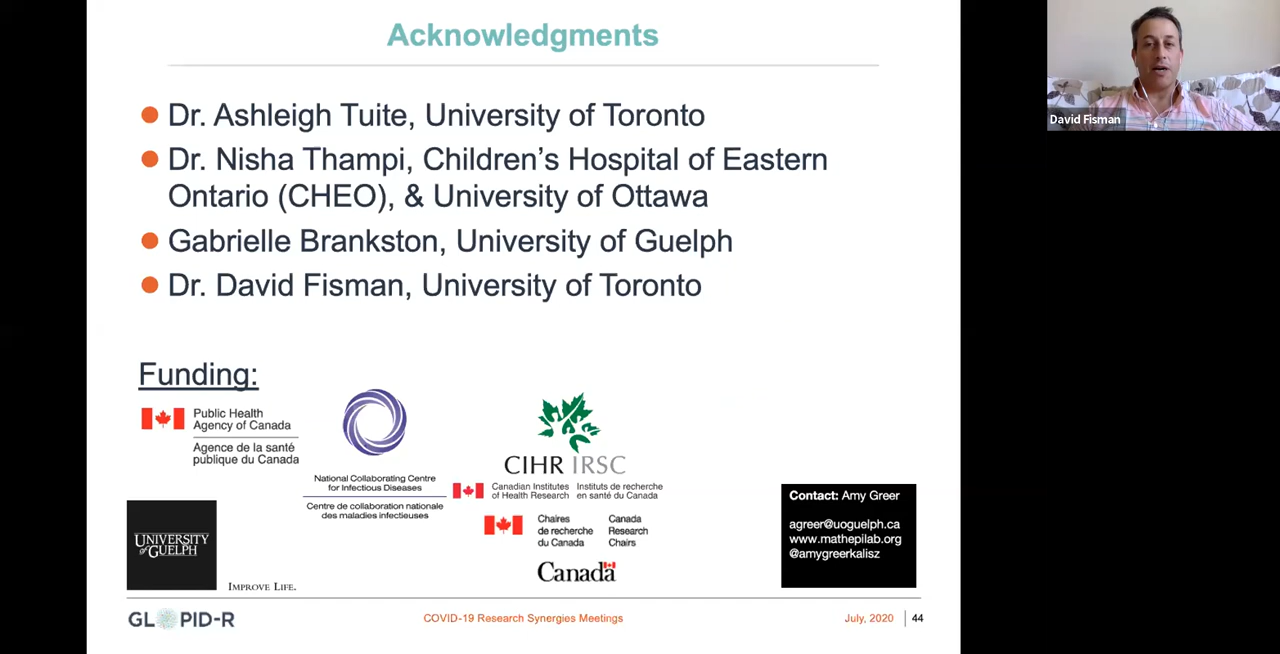 Acknowledgments
David Fisman
Dr. Ashleigh Tuite, University of Toronto
Dr. Nisha Thampi, Children's Hospital of Eastern
Ontario (CHEO), & University of Ottawa
Gabrielle Brankston, University of Guelph
Dr. David Fisman, University of Toronto
Funding:
Public Health
Agency of Canada
Agence de la santé
publique du Canada
National Collaborating Centre
for Infectious Diseases
Centre de collaboration nationale
des maladies infectieuses
CIHR IRSC
Canadian Institutes
of Health Research
Instituts de recherche
en santé du Canada
Chaires
de recherche
du Canada
Canada
Research
Chairs
Canada
UNIVERSITY
of GUELPH
IMPROVE LIFE.
Contact: Amy Greer
agreer@uoguelph.ca
www.mathepilab.org
@amygreerkalisz
GLOPID-R
COVID-19 Research Synergies Meetings
July, 2020
44